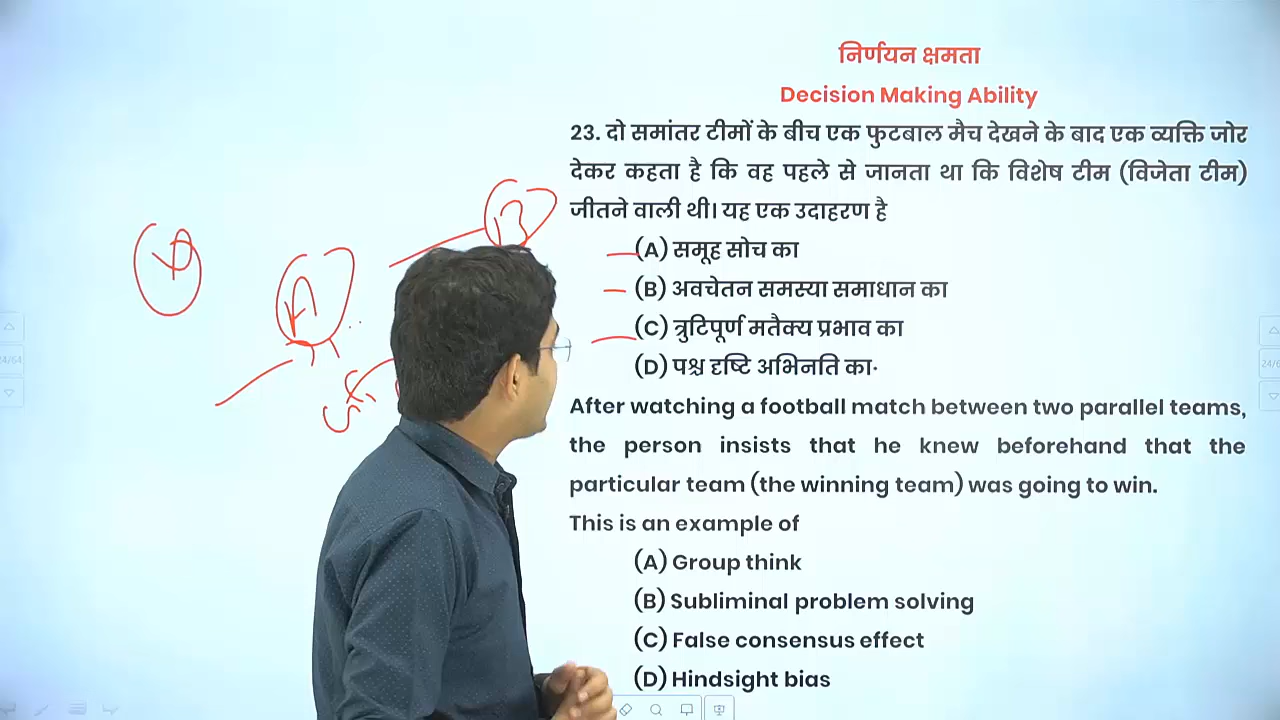 निर्णयन क्षमता
Decision Making Ability
23. दो समांतर टीमों के बीच एक फुटबाल मैच देखने के बाद एक व्यक्ति जोर
देकर कहता है कि वह पहले से जानता था कि विशेष टीम (विजेता टीम)
जीतने वाली थी। यह एक उदाहरण है
(A) समूह सोच का
(B) अवचेतन समस्या समाधान का
(C) त्रुटिपूर्ण मतैक्य प्रभाव का
(D) पश्च दृष्टि अभिनति का
After watching a football match between two parallel teams,
the person insists that he knew beforehand that the
particular team (the winning team) was going to win.
This is an example of
(A) Group think
(B) Subliminal problem solving
(C) False consensus effect
(D) Hindsight bias
A
B
24/64